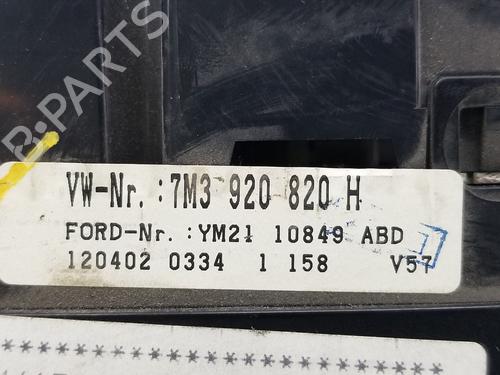 B-PARTS
VW-Nr. :7M3 920 820 H
FORD-Nr. :YM21 10849 ABD
120402 0334 1 158 V57
*********************